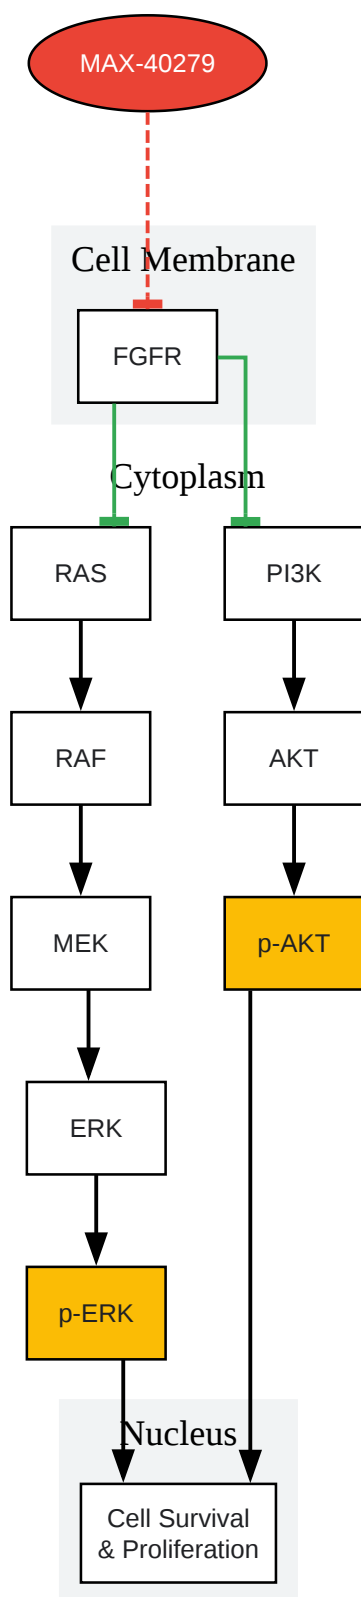 MAX-40279
Cell Membrane
FGFR
Cytoplasm
RAS
PI3K
RAF
AKT
MEK
p-AKT
ERK
p-ERK
Nucleus
Cell Survival
& Proliferation